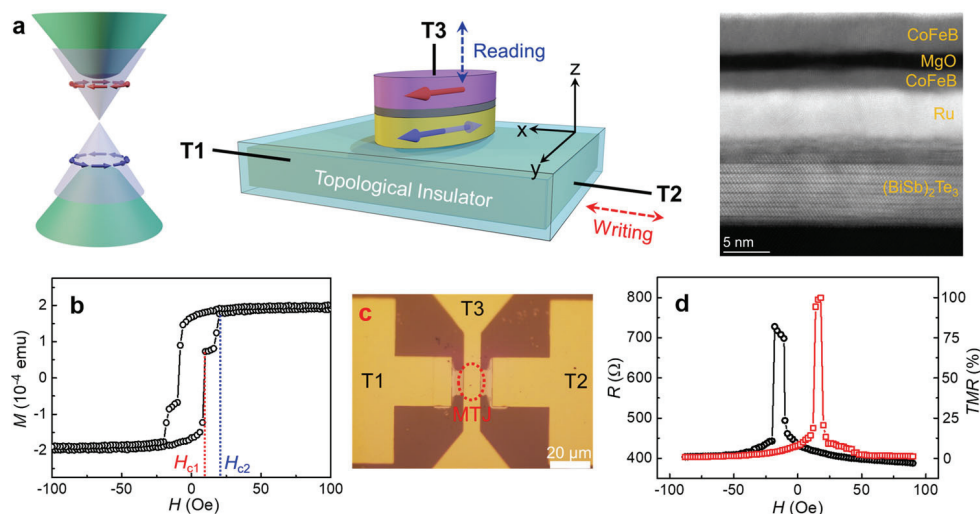 a
T3
Reading
z
x
y
T1
Topological Insulator
T2
Writing
CoFeB
MgO
CoFeB
Ru
(BiSb)₂Te₃
5 nm
b
M (10⁻⁴ emu)
2
1
0
-1
-2
H_c1
H_c2
-100
-50
0
50
100
H (Oe)
c
T3
T1
T2
MTJ
20 µm
d
R (Ω)
800
700
600
500
400
100
75
50
25
0
TMR (%)
-100
-50
0
50
100
H (Oe)